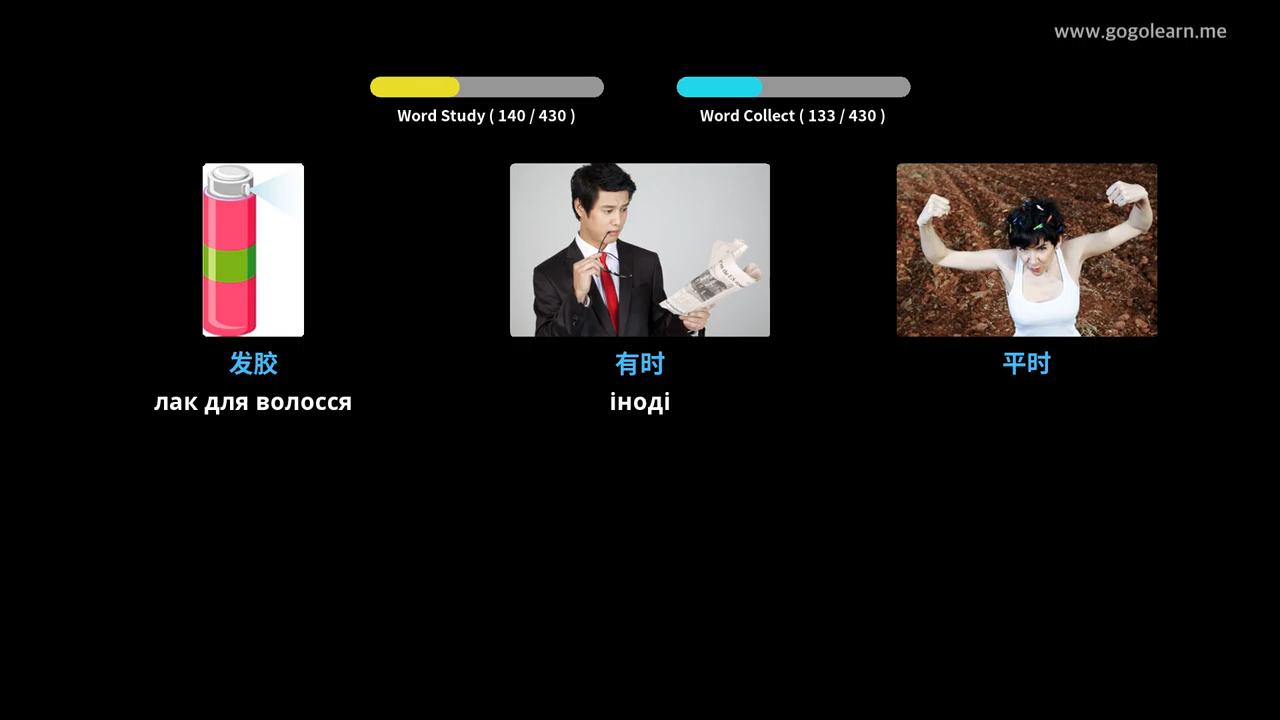 www.gogolearn.me
Word Study ( 140 / 430 )
Word Collect ( 133 / 430 )
发胶
有时
平时
лак для волосся
іноді